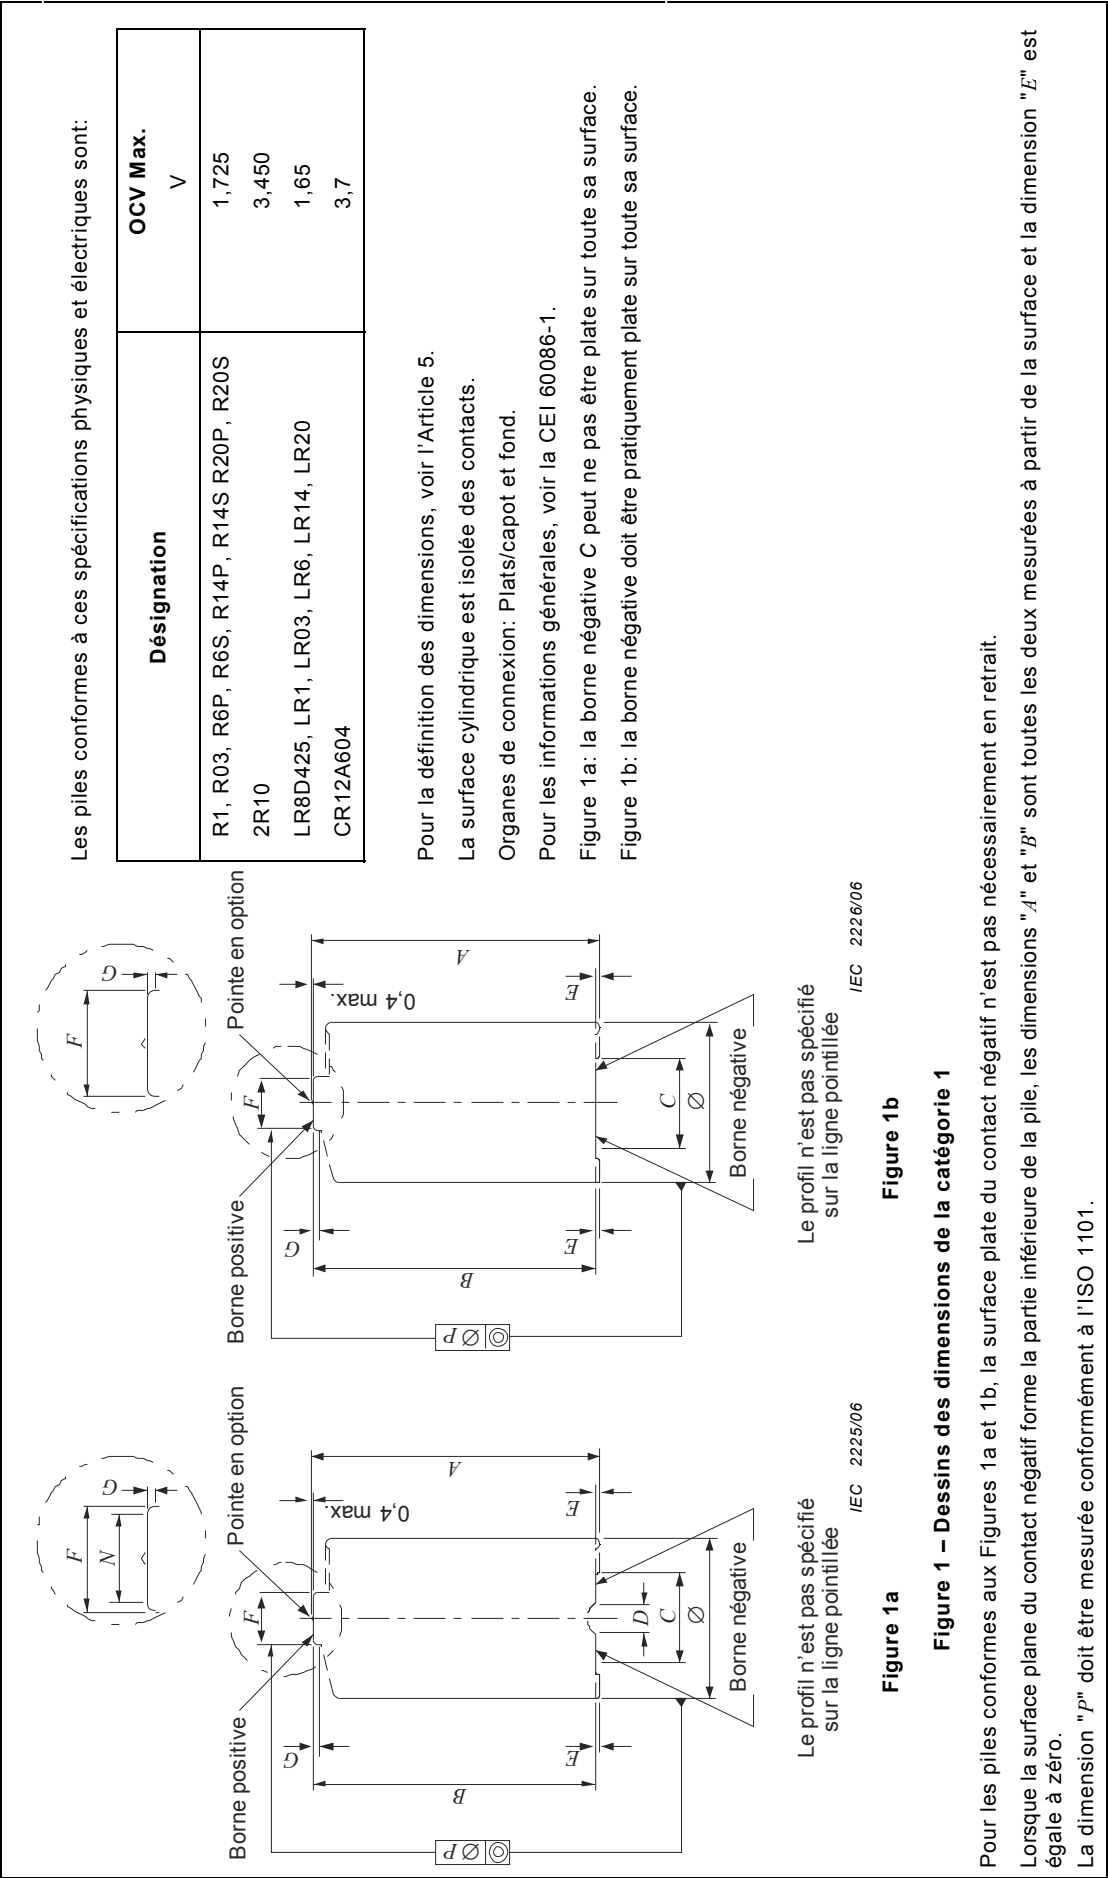 Les piles conformes à ces spécifications physiques et électriques sont:
Désignation
OCV Max.
V
R1, R03, R6P, R6S, R14P, R14S R20P, R20S
1,725
2R10
3,450
LR8D425, LR1, LR03, LR6, LR14, LR20
1,65
CR12A604
3,7
Pour la définition des dimensions, voir l'Article 5.
La surface cylindrique est isolée des contacts.
Organes de connexion: Plats/capot et fond.
Pour les informations générales, voir la CEI 60086-1.
Figure 1a: la borne négative C peut ne pas être plate sur toute sa surface.
Figure 1b: la borne négative doit être pratiquement plate sur toute sa surface.
F
N
G
Borne positive
Pointe en option
F
G
0,4 max.
A
B
E
E
D
C
Ø
Ø P
Borne négative
Le profil n'est pas spécifié
sur la ligne pointillée
IEC 2225/06
Figure 1a
F
G
Borne positive
Pointe en option
F
G
0,4 max.
A
B
E
E
C
Ø
Ø P
Borne négative
Le profil n'est pas spécifié
sur la ligne pointillée
IEC 2226/06
Figure 1b
Figure 1 – Dessins des dimensions de la catégorie 1
Pour les piles conformes aux Figures 1a et 1b, la surface plate du contact négatif n'est pas nécessairement en retrait.
Lorsque la surface plane du contact négatif forme la partie inférieure de la pile, les dimensions "A" et "B" sont toutes les deux mesurées à partir de la surface et la dimension "E" est
égale à zéro.
La dimension "P" doit être mesurée conformément à l'ISO 1101.